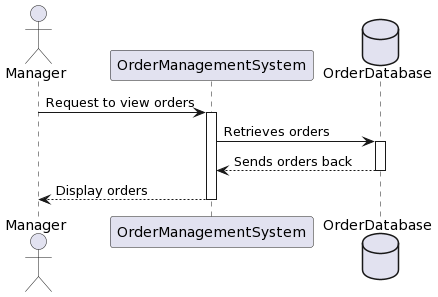 Manager
OrderManagementSystem
OrderDatabase
Request to view orders
Retrieves orders
Sends orders back
Display orders
Manager
OrderManagementSystem
OrderDatabase